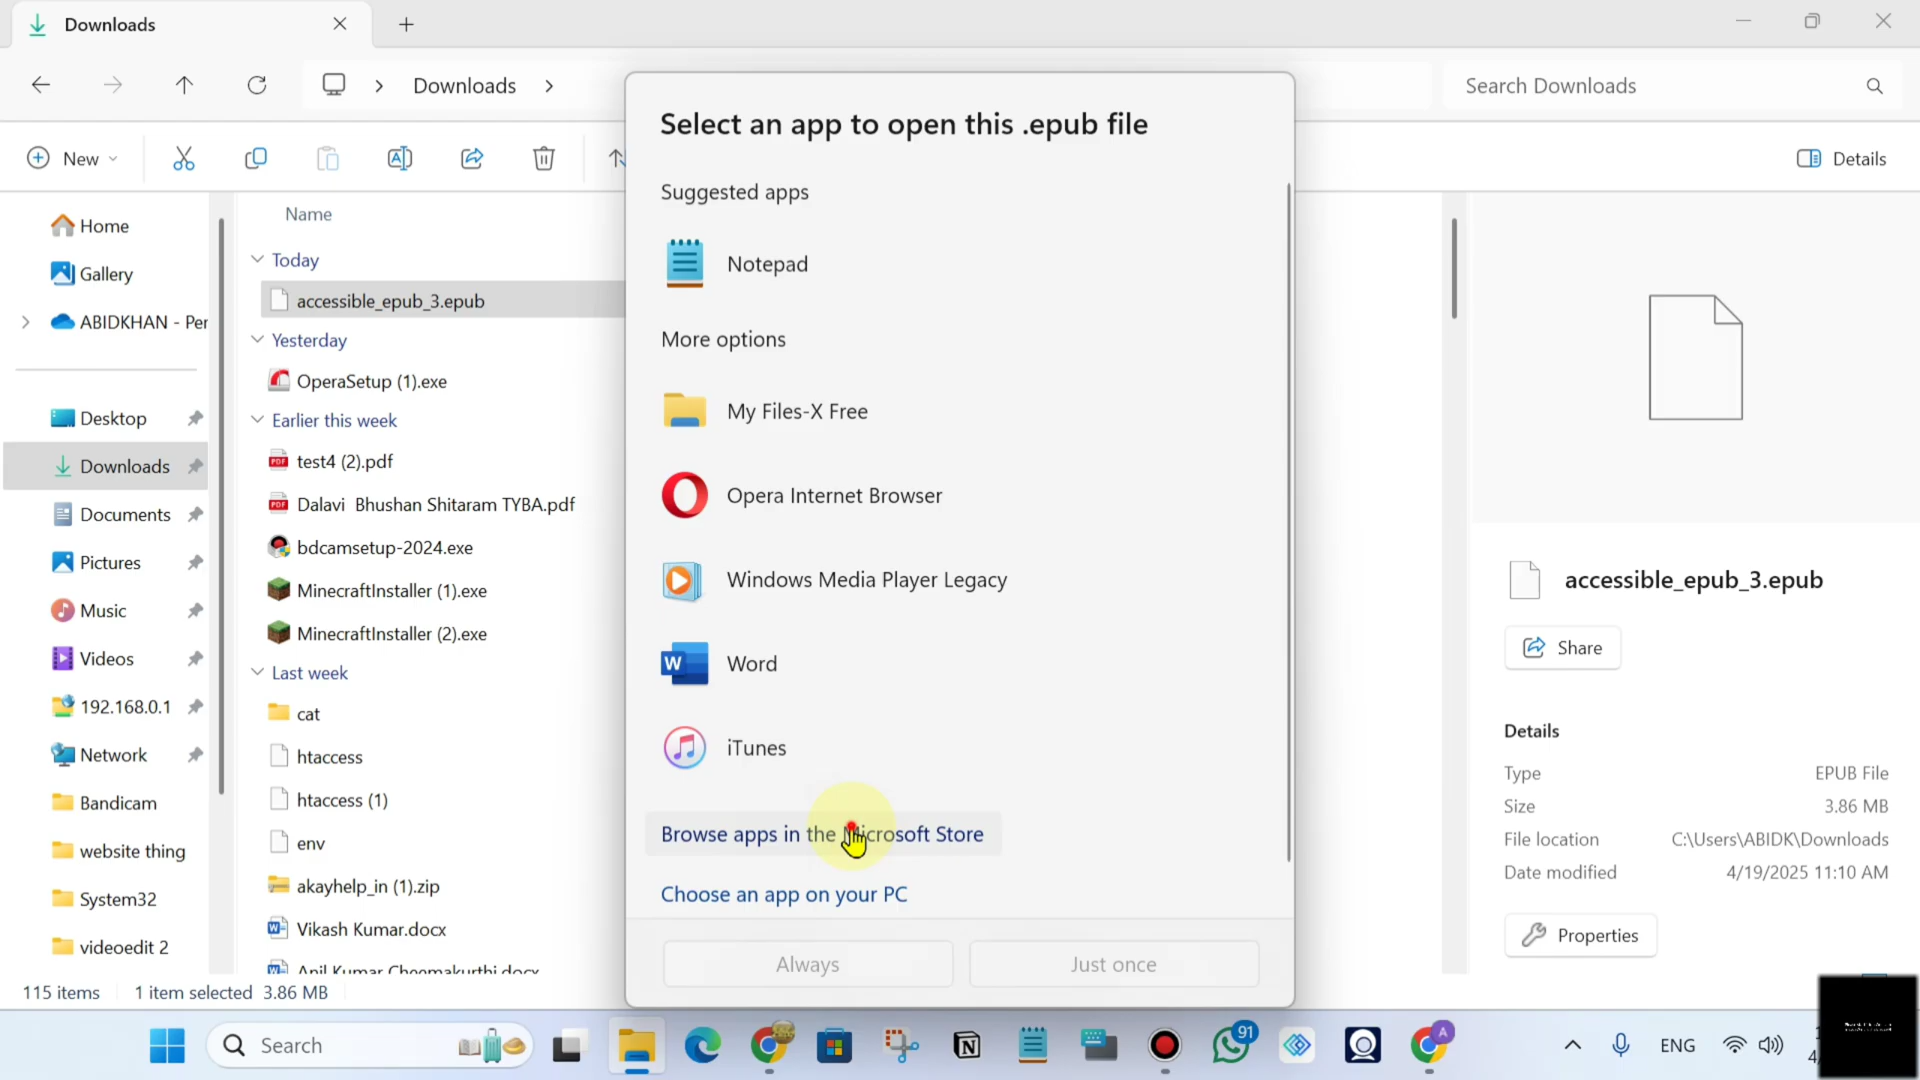 Downloads
Downloads
Search Downloads
New
Details
Home
Gallery
ABIDKHAN - Per
Desktop
Downloads
Documents
Pictures
Music
Videos
192.168.0.1
Network
Bandicam
website thing
System32
videoedit 2
Name
Today
accessible_epub_3.epub
Yesterday
OperaSetup (1).exe
Earlier this week
test4 (2).pdf
Dalavi Bhushan Shitaram TYBA.pdf
bdcamsetup-2024.exe
MinecraftInstaller (1).exe
MinecraftInstaller (2).exe
Last week
cat
htaccess
htaccess (1)
env
akayhelp_in (1).zip
Vikash Kumar.docx
Anil Kumar Cheemakurthi.docx
Select an app to open this .epub file
Suggested apps
Notepad
More options
My Files-X Free
Opera Internet Browser
Windows Media Player Legacy
Word
iTunes
Browse apps in the Microsoft Store
Choose an app on your PC
Always
Just once
accessible_epub_3.epub
Share
Details
Type EPUB File
Size 3.86 MB
File location C:\Users\ABIDK\Downloads
Date modified 4/19/2025 11:10 AM
Properties
115 items 1 item selected 3.86 MB
Search
91
A
ENG